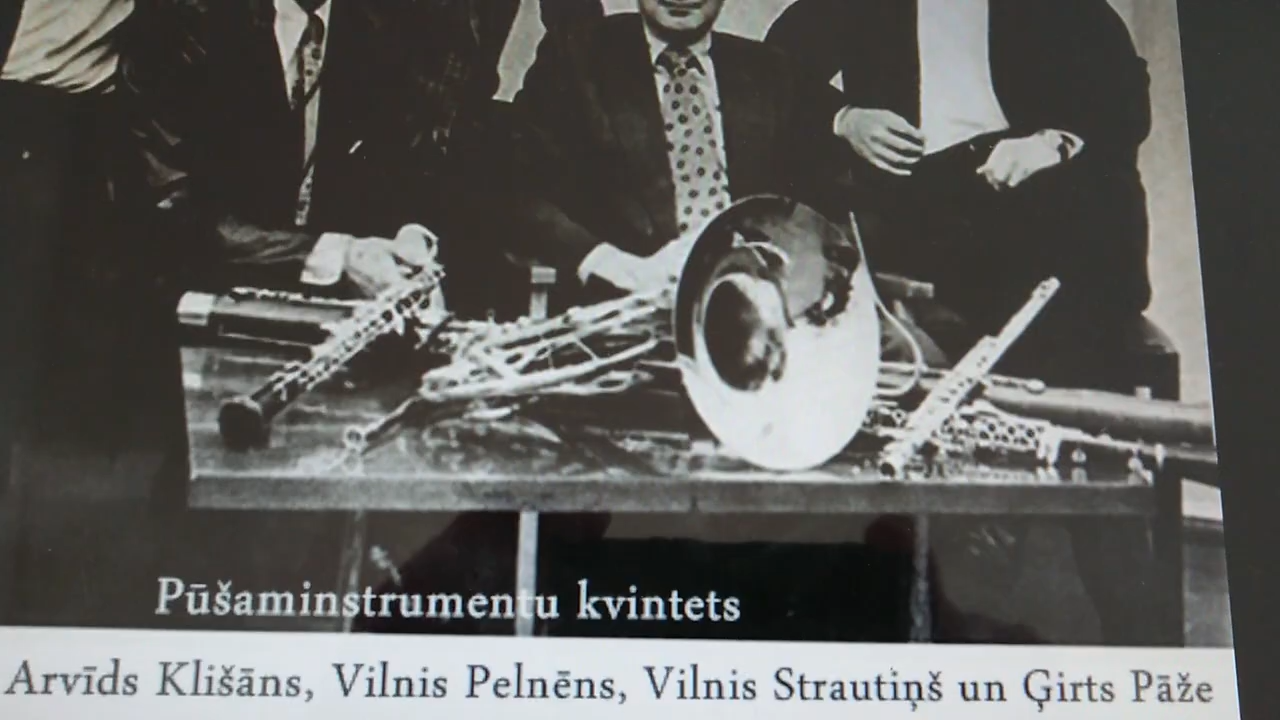 Pūšaminstrumentu kvintets
Arvīds Klišāns, Vilnis Pelnēns, Vilnis Strautiņš un Ģirts Pāže